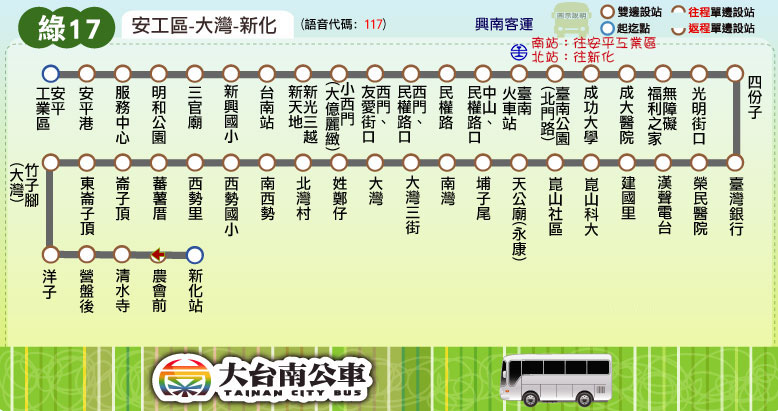 綠17
安工區-大灣-新化
(語音代碼：117)
興南客運
圖示說明
雙邊設站
往程單邊設站
起迄點
返程單邊設站
南站：往安平工業區
北站：往新化
安平工業區
安平港
服務中心
明和公園
三官廟
新興國小
台南站
新光三越新天地
小西門(大億麗緻)
西門、友愛街口
西門、民權路口
民權路
中山、民權路口
臺南火車站
臺南公園(北門路)
成功大學
成大醫院
無障礙福利之家
光明街口
四份子
臺灣銀行
榮民醫院
漢聲電台
建國里
崑山科大
崑山社區
天公廟(永康)
埔子尾
南灣
大灣三街
大灣
姓鄭仔
北灣村
南西勢
西勢國小
西勢里
蕃薯厝
崙子頂
東崙子頂
竹子腳(大灣)
洋子
營盤後
清水寺
農會前
新化站
大台南公車
TAINAN CITY BUS